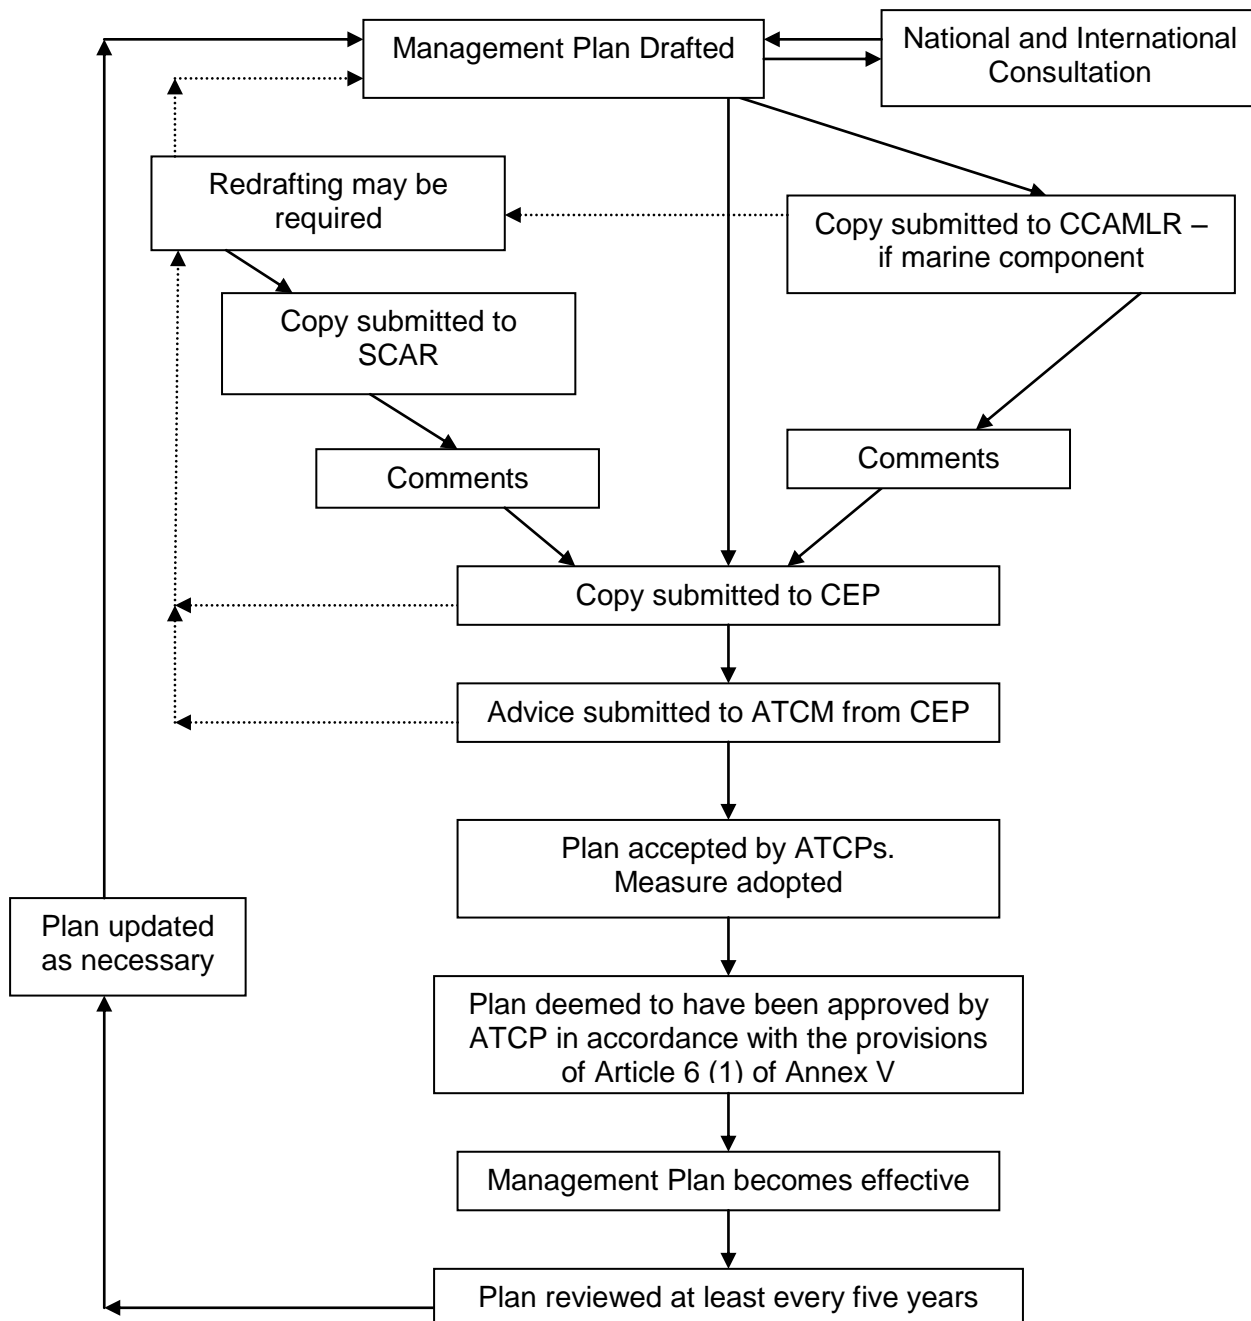 Management Plan Drafted
National and International
Consultation
Redrafting may be
required
Copy submitted to CCAMLR –
if marine component
Copy submitted to
SCAR
Comments
Comments
Copy submitted to CEP
Advice submitted to ATCM from CEP
Plan accepted by ATCPs.
Measure adopted
Plan updated
as necessary
Plan deemed to have been approved by
ATCP in accordance with the provisions
of Article 6 (1) of Annex V
Management Plan becomes effective
Plan reviewed at least every five years